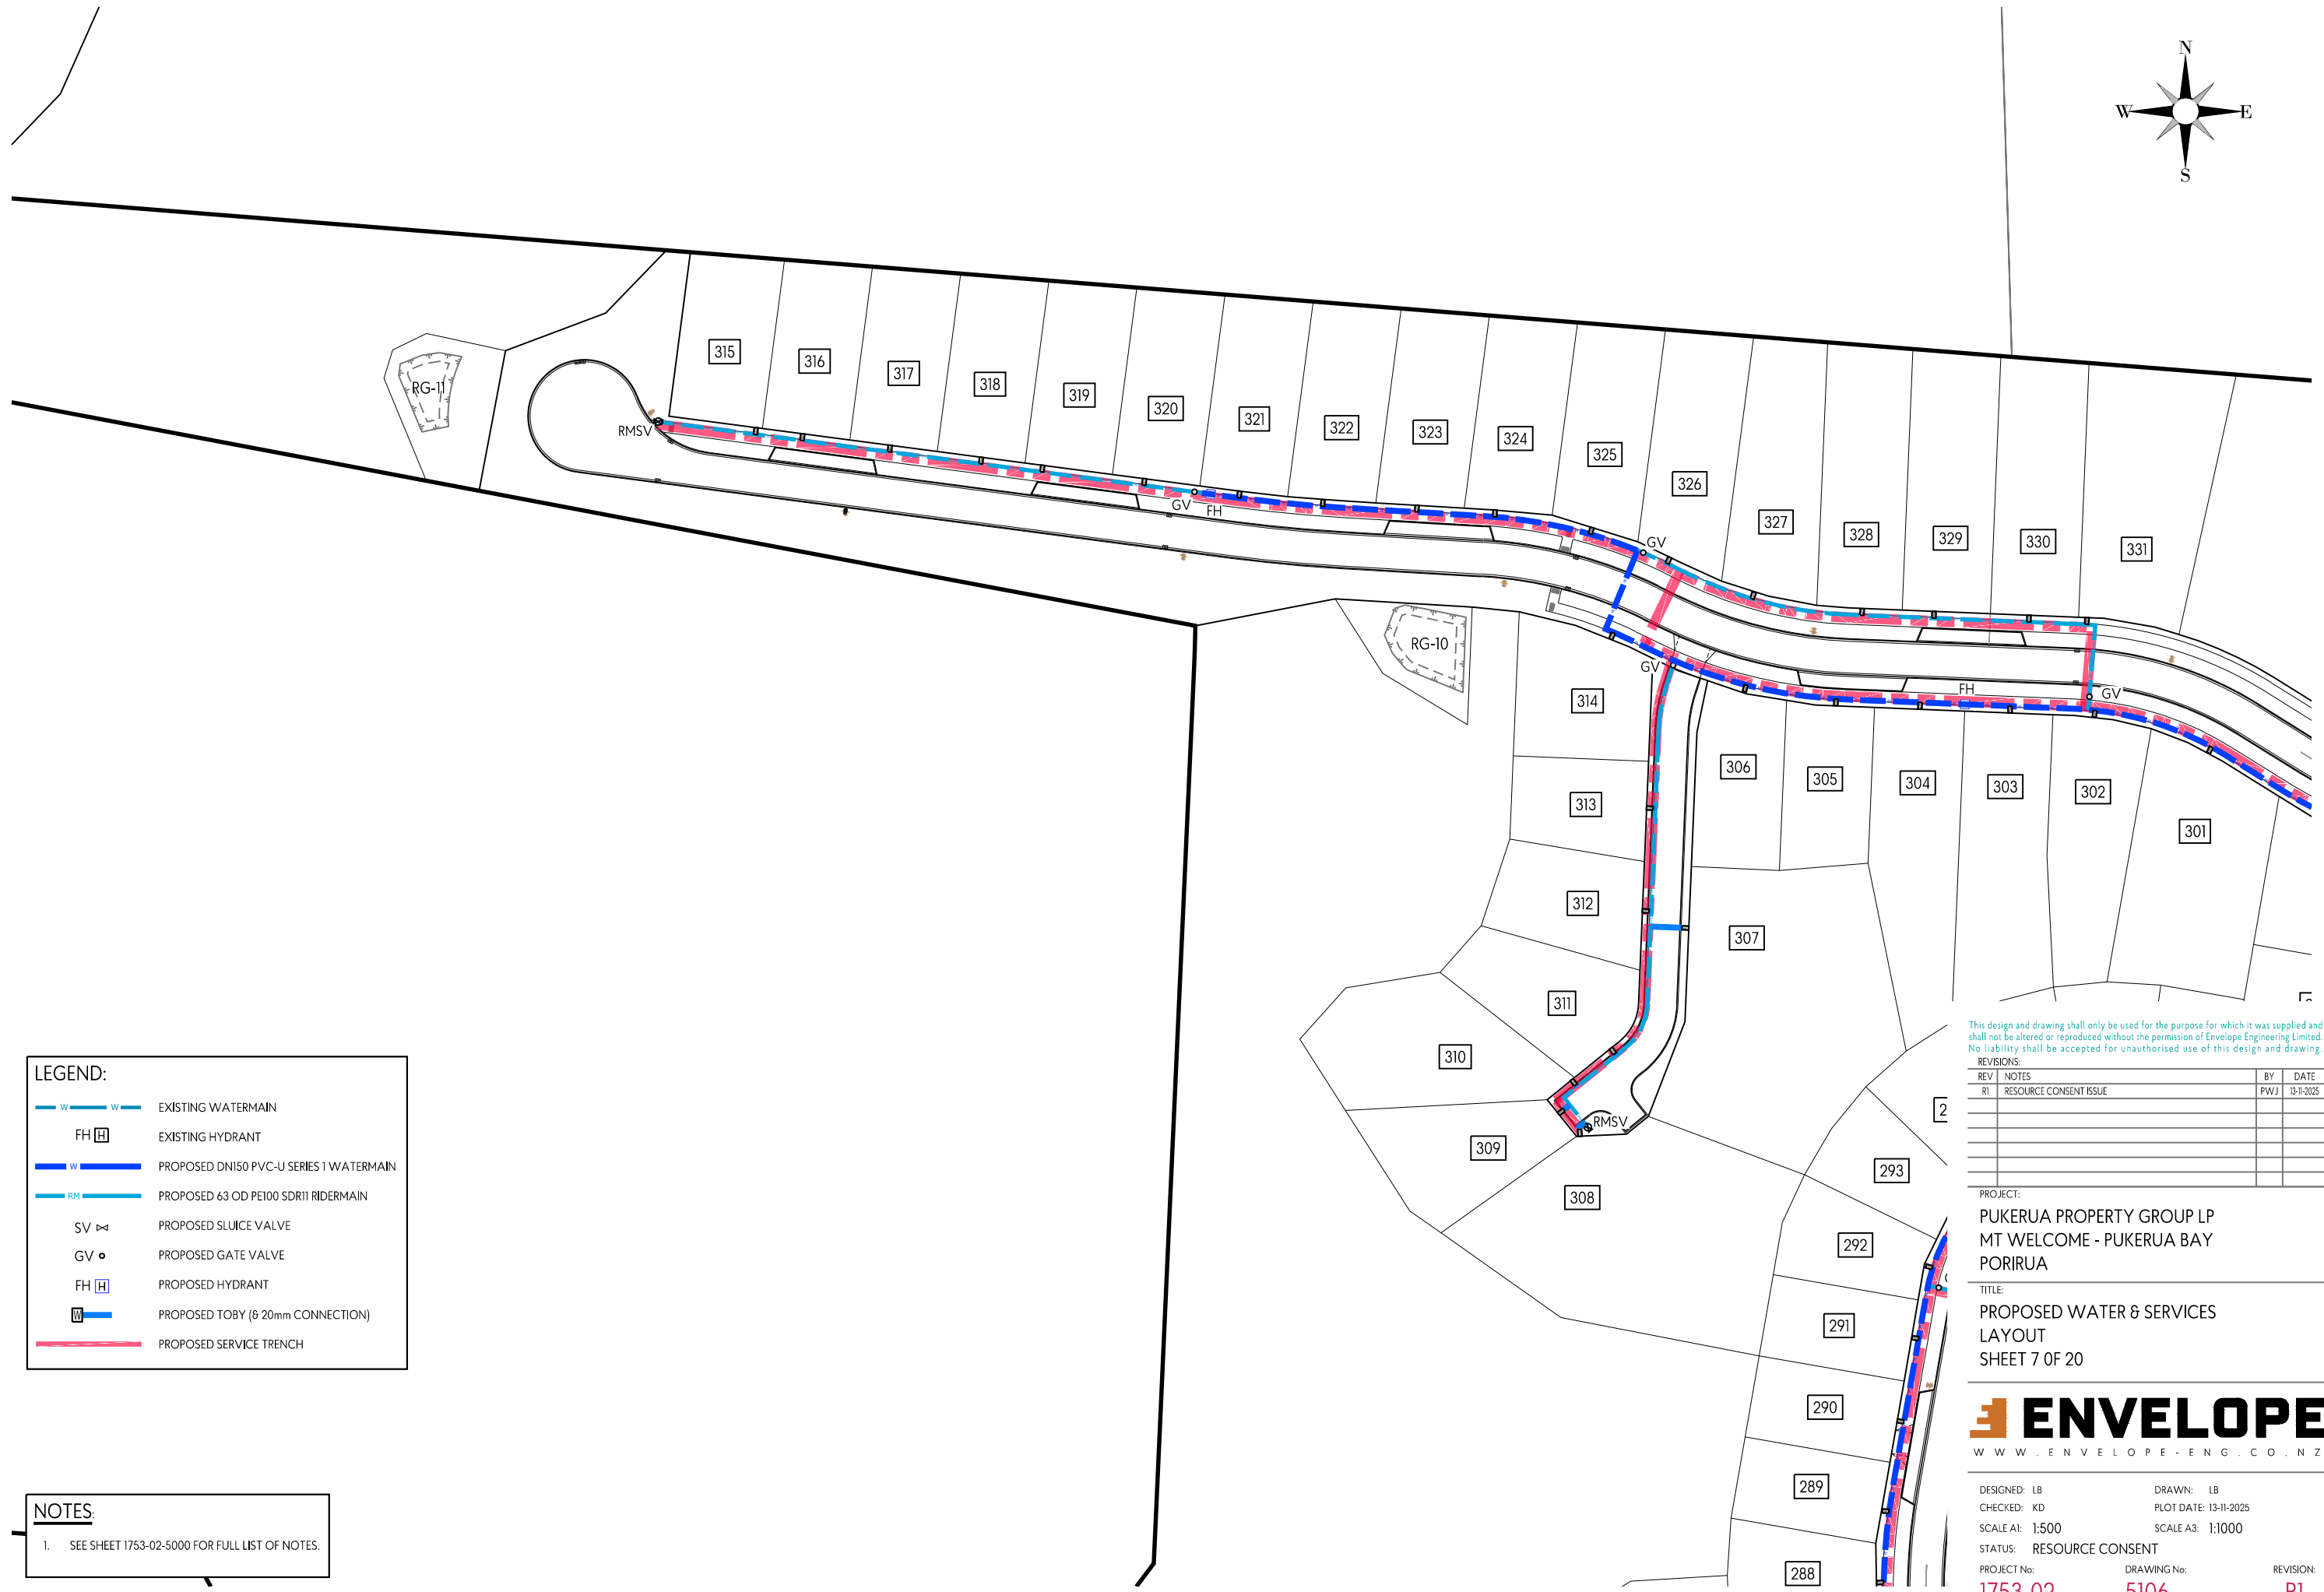 N
W E
S
315
316
317
318
319
320
321
322
323
324
325
326
327
328
329
330
331
RG-11
RMSV
GV FH
GV
RG-10
GV
FH
GV
314
313
312
311
310
309
308
307
306
305
304
303
302
301
RMSV
293
292
291
290
289
288
LEGEND:
W W EXISTING WATERMAIN
FH H EXISTING HYDRANT
W PROPOSED DN150 PVC-U SERIES 1 WATERMAIN
RM PROPOSED 63 OD PE100 SDR11 RIDERMAIN
SV PROPOSED SLUICE VALVE
GV PROPOSED GATE VALVE
FH H PROPOSED HYDRANT
W PROPOSED TOBY (& 20mm CONNECTION)
PROPOSED SERVICE TRENCH
NOTES:
1. SEE SHEET 1753-02-5000 FOR FULL LIST OF NOTES.
This design and drawing shall only be used for the purpose for which it was supplied and
shall not be altered or reproduced without the permission of Envelope Engineering Limited.
No liability shall be accepted for unauthorised use of this design and drawing.
REVISIONS:
REV NOTES BY DATE
R1 RESOURCE CONSENT ISSUE PWJ 13-11-2025
PROJECT:
PUKERUA PROPERTY GROUP LP
MT WELCOME - PUKERUA BAY
PORIRUA
TITLE:
PROPOSED WATER & SERVICES
LAYOUT
SHEET 7 OF 20
ENVELOPE
WWW.ENVELOPE-ENG.CO.NZ
DESIGNED: LB DRAWN: LB
CHECKED: KD PLOT DATE: 13-11-2025
SCALE A1: 1:500 SCALE A3: 1:1000
STATUS: RESOURCE CONSENT
PROJECT No: DRAWING No: REVISION:
1753-02 5106 R1